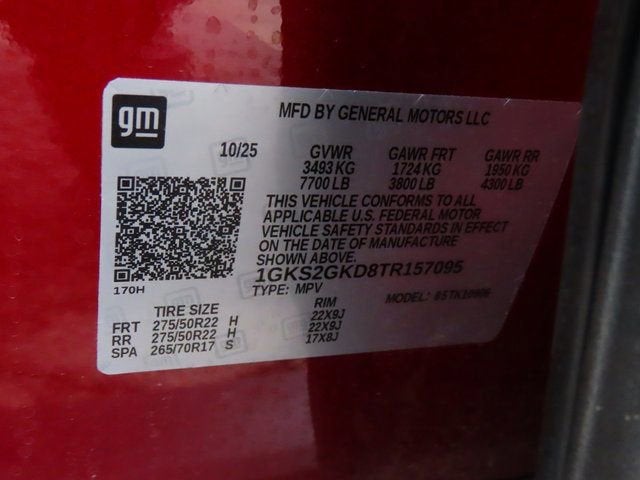 gm
MFD BY GENERAL MOTORS LLC
10/25 GVWR GAWR FRT GAWR RR
3493 KG 1724 KG 1950 KG
7700 LB 3800 LB 4300 LB
THIS VEHICLE CONFORMS TO ALL
APPLICABLE U.S. FEDERAL MOTOR
VEHICLE SAFETY STANDARDS IN EFFECT
ON THE DATE OF MANUFACTURE
SHOWN ABOVE.
1GKS2GKD8TR157095
170H
TYPE: MPV MODEL:
TIRE SIZE RIM
FRT 275/50R22 H 22X9J
RR 275/50R22 H 22X9J
SPA 265/70R17 S 17X8J